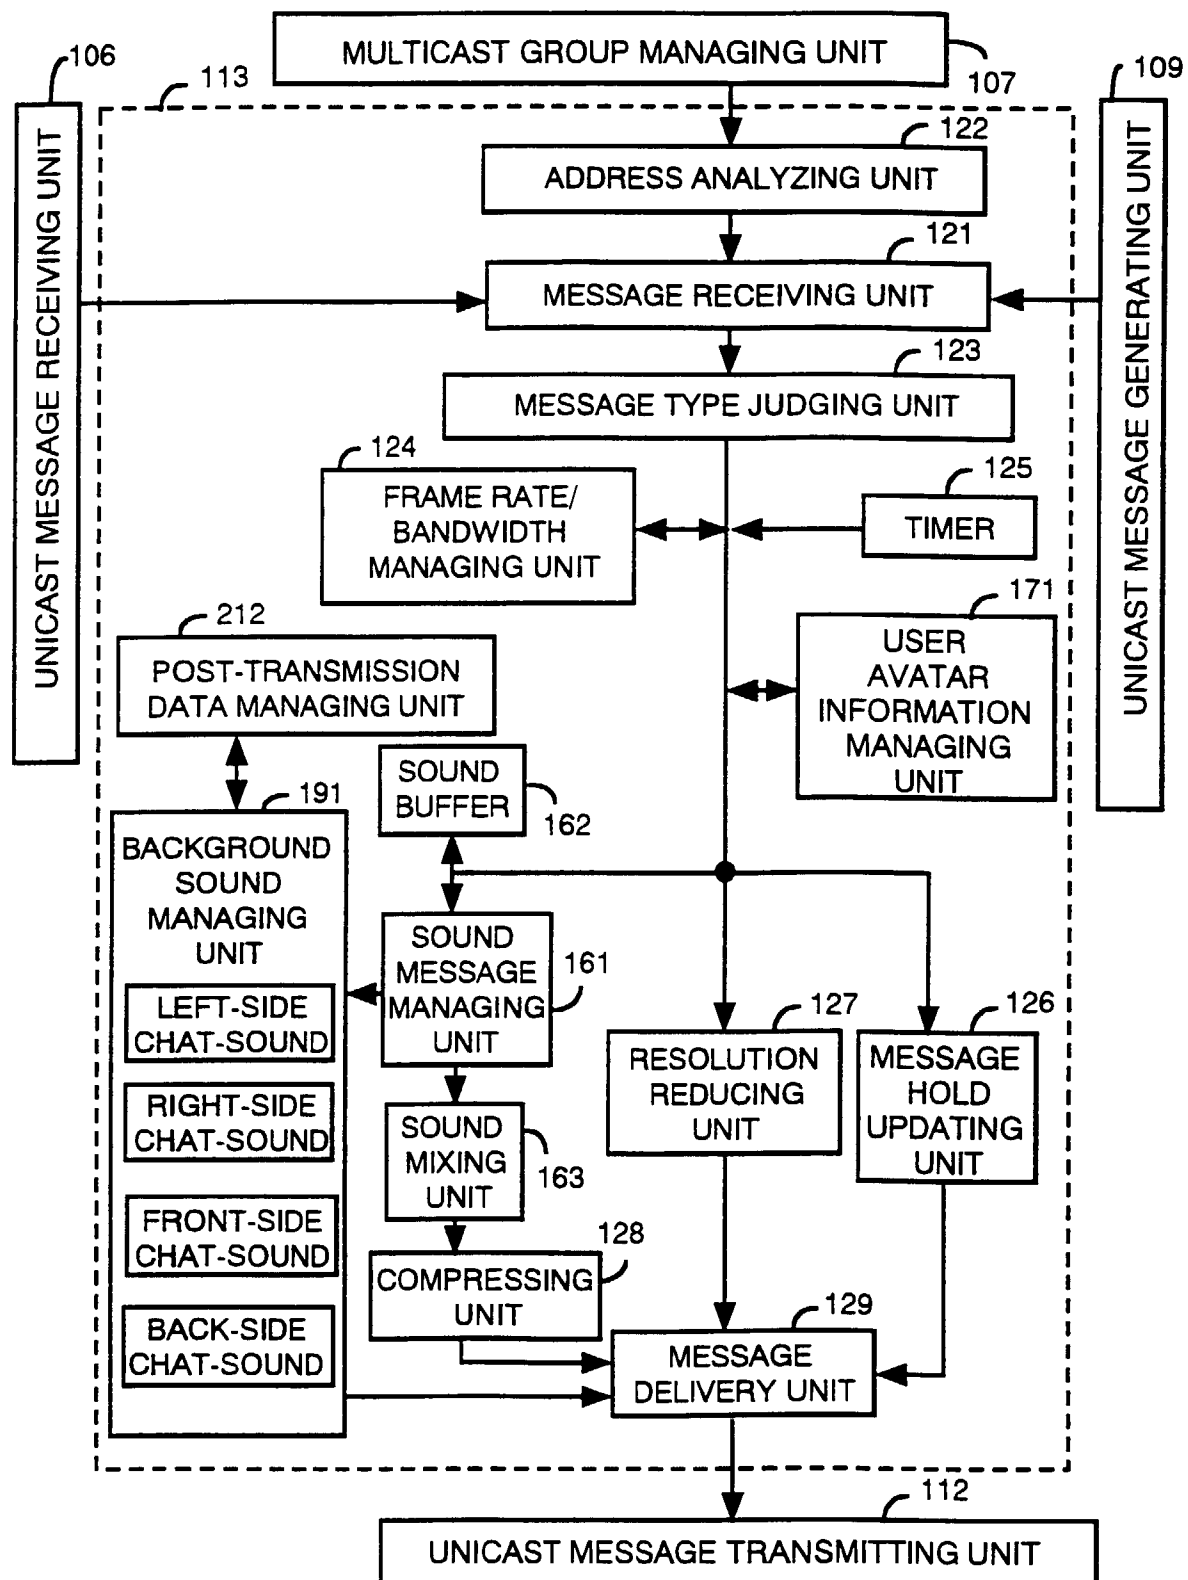 MULTICAST GROUP MANAGING UNIT
107
106
UNICAST MESSAGE RECEIVING UNIT
113
109
UNICAST MESSAGE GENERATING UNIT
122
ADDRESS ANALYZING UNIT
121
MESSAGE RECEIVING UNIT
123
MESSAGE TYPE JUDGING UNIT
124
FRAME RATE/
BANDWIDTH
MANAGING UNIT
125
TIMER
171
USER
AVATAR
INFORMATION
MANAGING
UNIT
212
POST-TRANSMISSION
DATA MANAGING UNIT
SOUND
BUFFER
162
191
BACKGROUND
SOUND
MANAGING
UNIT
LEFT-SIDE
CHAT-SOUND
RIGHT-SIDE
CHAT-SOUND
FRONT-SIDE
CHAT-SOUND
BACK-SIDE
CHAT-SOUND
SOUND
MESSAGE
MANAGING
UNIT
161
SOUND
MIXING
UNIT
163
COMPRESSING
UNIT
128
127
RESOLUTION
REDUCING
UNIT
126
MESSAGE
HOLD
UPDATING
UNIT
129
MESSAGE
DELIVERY UNIT
112
UNICAST MESSAGE TRANSMITTING UNIT